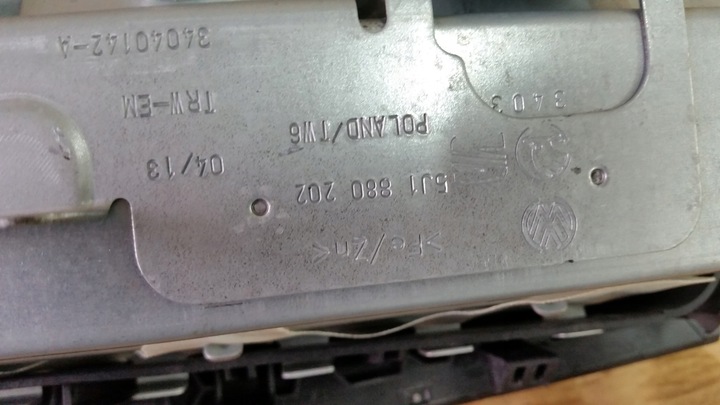 >Fe/Zn<
5J1 880 202
04/13
POLAND/TW6
TRW-EM
3403
34040142-A